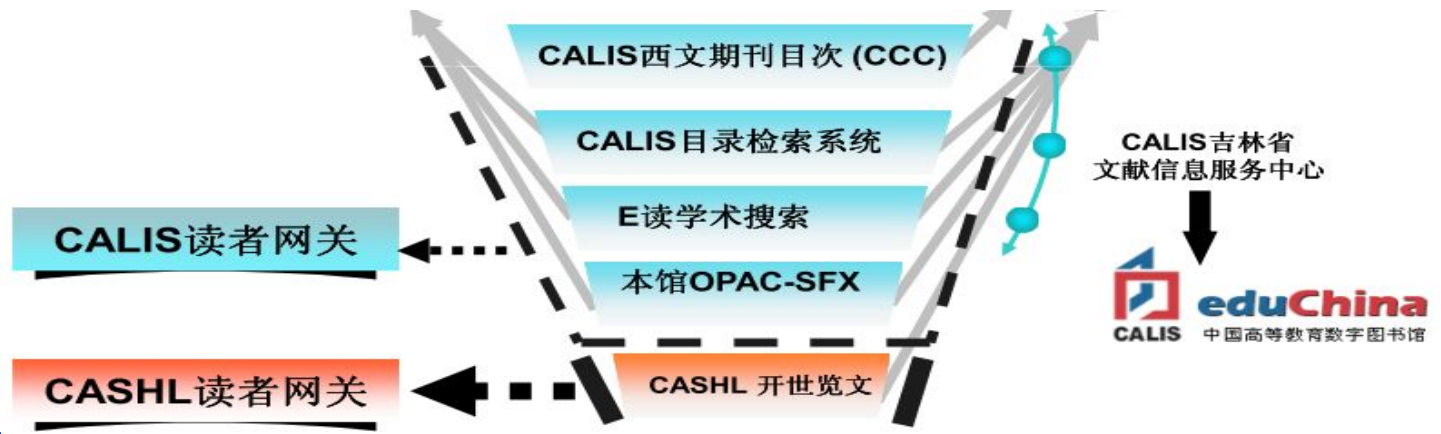 CALIS西文期刊目次 (CCC)
CALIS目录检索系统
E读学术搜索
本馆OPAC-SFX
CASHL 开世览文
CALIS读者网关
CASHL读者网关
CALIS吉林省
文献信息服务中心
CALIS
eduChina
中国高等教育数字图书馆